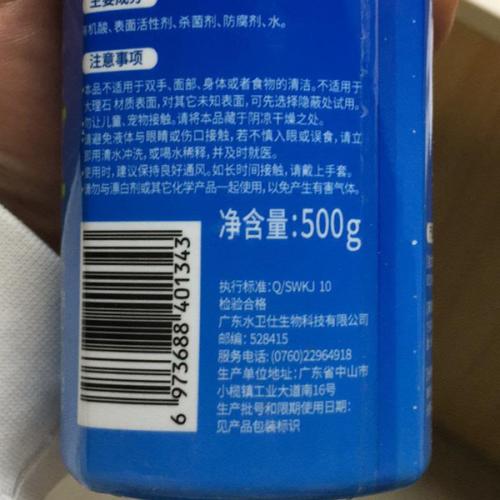 主要成分
有机酸、表面活性剂、杀菌剂、防腐剂、水。
注意事项
本品不适用于双手、面部、身体或者食物的清洁。不适用于
大理石 材质表面,对其它未知表面,可先选择隐蔽处试用。
勿让儿童、宠物接触。请将本品藏于阴凉干燥之处。
请避免液体与眼睛或伤口接触,若不慎入眼或误食,请立
即用清水冲洗,或喝水稀释,并及时就医。
使用时,建议保持良好通风。如长时间接触,请戴上手套。
请勿与漂白剂或其它化学产品一起使用,以免产生有害气体。
净含量:500g
执行标准: Q/SWKJ 10
检验合格
广东水卫仕生物科技有限公司
邮编: 528415
服务电话: (0760)22964918
生产单位地址: 广东省中山市
小榄镇工业大道南16号
生产批号和限期使用日期:
见产品包装标识
6 973688 401343